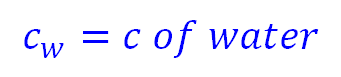 c_w = c of water